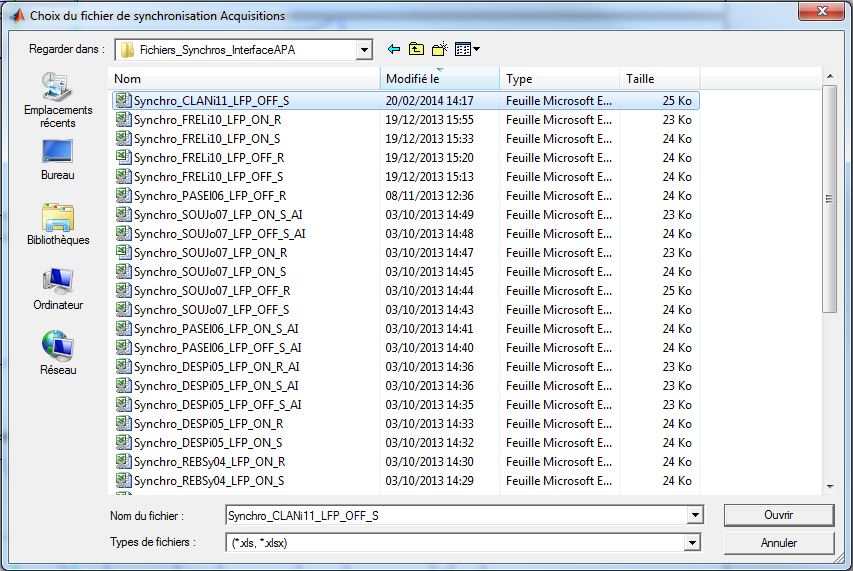 Choix du fichier de synchronisation Acquisitions
Regarder dans : Fichiers_Synchros_InterfaceAPA
Emplacements récents
Bureau
Bibliothèques
Ordinateur
Réseau
Nom Modifié le Type Taille
Synchro_CLANi11_LFP_OFF_S 20/02/2014 14:17 Feuille Microsoft E... 25 Ko
Synchro_FRELi10_LFP_ON_R 19/12/2013 15:55 Feuille Microsoft E... 23 Ko
Synchro_FRELi10_LFP_ON_S 19/12/2013 15:33 Feuille Microsoft E... 24 Ko
Synchro_FRELi10_LFP_OFF_R 19/12/2013 15:20 Feuille Microsoft E... 24 Ko
Synchro_FRELi10_LFP_OFF_S 19/12/2013 15:13 Feuille Microsoft E... 24 Ko
Synchro_PASEl06_LFP_OFF_R 08/11/2013 12:36 Feuille Microsoft E... 24 Ko
Synchro_SOUJo07_LFP_ON_S_AI 03/10/2013 14:49 Feuille Microsoft E... 23 Ko
Synchro_SOUJo07_LFP_OFF_S_AI 03/10/2013 14:48 Feuille Microsoft E... 24 Ko
Synchro_SOUJo07_LFP_ON_R 03/10/2013 14:47 Feuille Microsoft E... 23 Ko
Synchro_SOUJo07_LFP_ON_S 03/10/2013 14:45 Feuille Microsoft E... 24 Ko
Synchro_SOUJo07_LFP_OFF_R 03/10/2013 14:44 Feuille Microsoft E... 25 Ko
Synchro_SOUJo07_LFP_OFF_S 03/10/2013 14:43 Feuille Microsoft E... 24 Ko
Synchro_PASEl06_LFP_ON_S_AI 03/10/2013 14:41 Feuille Microsoft E... 24 Ko
Synchro_PASEl06_LFP_OFF_S_AI 03/10/2013 14:40 Feuille Microsoft E... 24 Ko
Synchro_DESPi05_LFP_ON_R_AI 03/10/2013 14:36 Feuille Microsoft E... 23 Ko
Synchro_DESPi05_LFP_ON_S_AI 03/10/2013 14:36 Feuille Microsoft E... 23 Ko
Synchro_DESPi05_LFP_OFF_S_AI 03/10/2013 14:35 Feuille Microsoft E... 23 Ko
Synchro_DESPi05_LFP_ON_R 03/10/2013 14:33 Feuille Microsoft E... 24 Ko
Synchro_DESPi05_LFP_ON_S 03/10/2013 14:32 Feuille Microsoft E... 24 Ko
Synchro_REBSy04_LFP_ON_R 03/10/2013 14:30 Feuille Microsoft E... 24 Ko
Synchro_REBSy04_LFP_ON_S 03/10/2013 14:29 Feuille Microsoft E... 24 Ko
Nom du fichier : Synchro_CLANi11_LFP_OFF_S Ouvrir
Types de fichiers : (*.xls, *.xlsx) Annuler